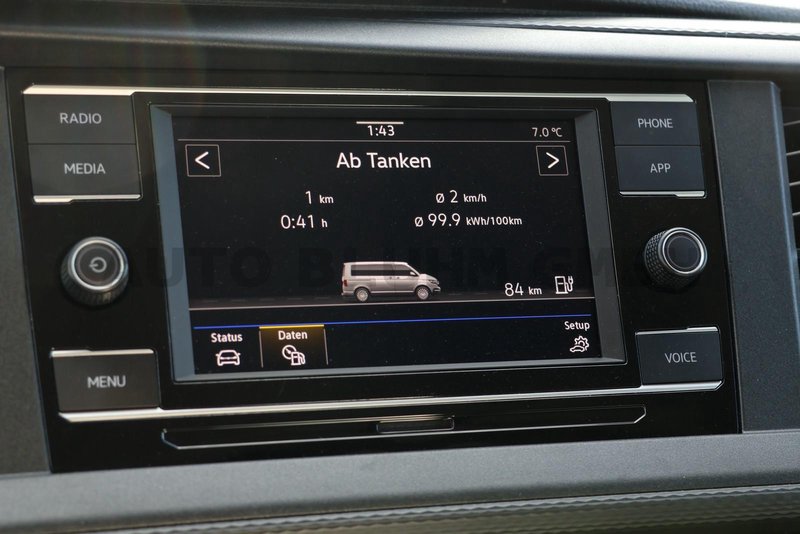 RADIO
MEDIA
MENU
1:43
7.0 °C
< Ab Tanken >
1 km
Ø 2 km/h
0:41 h
Ø 99.9 kWh/100km
84 km
Status
Daten
Setup
PHONE
APP
VOICE
AUTO